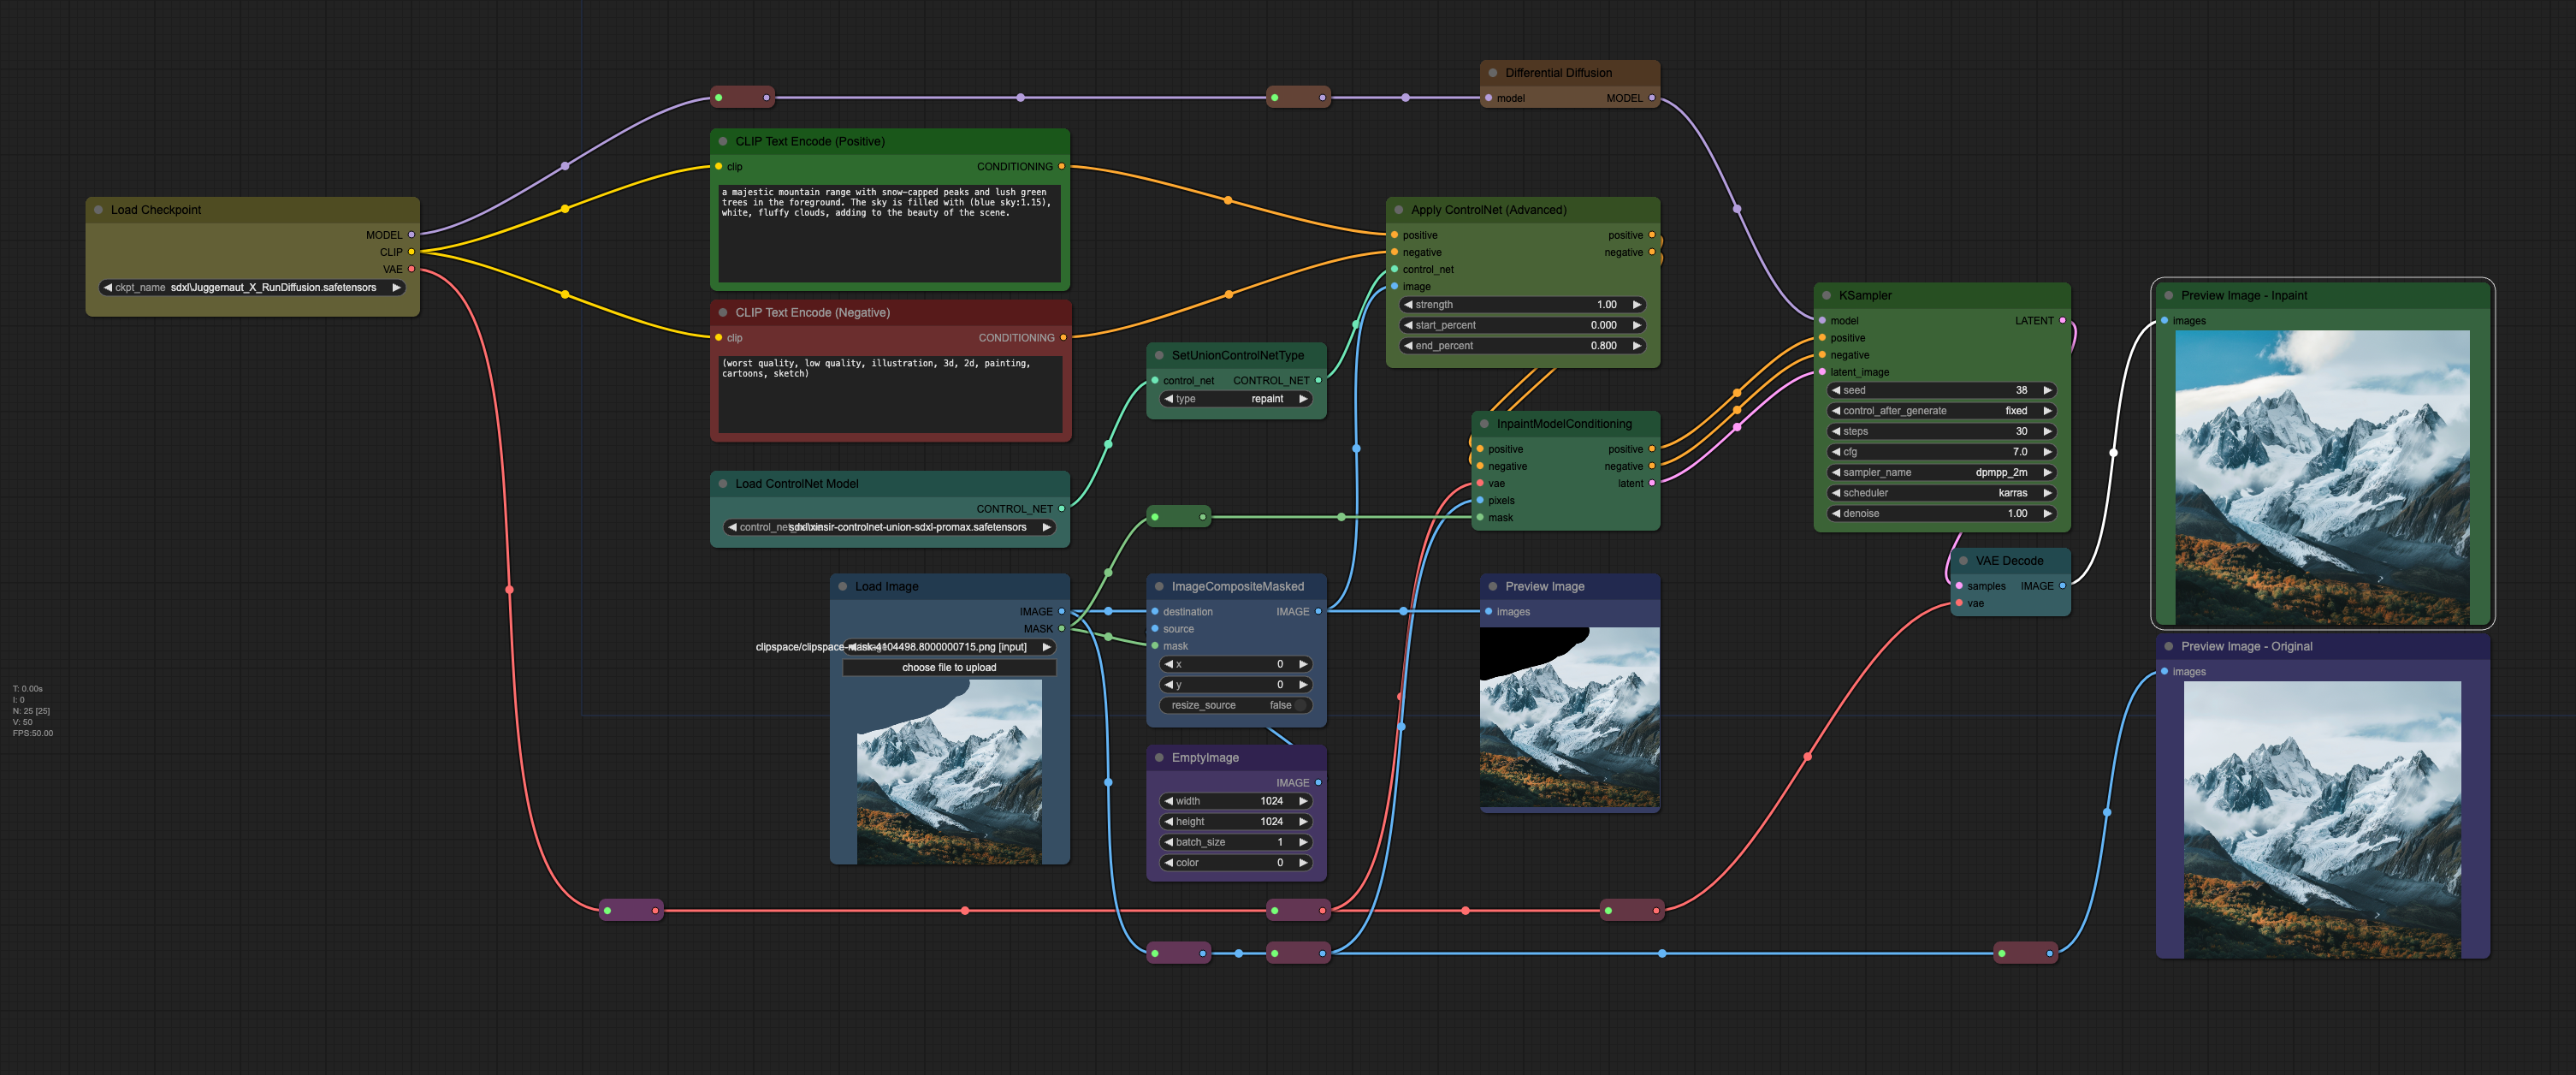 Differential Diffusion
model MODEL
CLIP Text Encode (Positive)
clip CONDITIONING
a majestic mountain range with snow-capped peaks and lush green
trees in the foreground. The sky is filled with (blue sky:1.15),
white, fluffy clouds, adding to the beauty of the scene.
Load Checkpoint
MODEL
CLIP
VAE
ckpt_name sdxl\Juggernaut_X_RunDiffusion.safetensors
Apply ControlNet (Advanced)
positive positive
negative negative
control_net
image
strength 1.00
start_percent 0.000
end_percent 0.800
CLIP Text Encode (Negative)
clip CONDITIONING
(worst quality, low quality, illustration, 3d, 2d, painting,
cartoons, sketch)
SetUnionControlNetType
control_net CONTROL_NET
type repaint
KSampler
model LATENT
positive
negative
latent_image
seed 38
control_after_generate fixed
steps 30
cfg 7.0
sampler_name dpmpp_2m
scheduler karras
denoise 1.00
Preview Image - Inpaint
images
InpaintModelConditioning
positive positive
negative negative
vae latent
pixels
mask
Load ControlNet Model
CONTROL_NET
sdxl\xinsir-controlnet-union-sdxl-promax.safetensors
VAE Decode
samples IMAGE
vae
Load Image
IMAGE
MASK
clipspace/clipspace-mask-4104498.8000000715.png [input]
choose file to upload
ImageCompositeMasked
destination IMAGE
source
mask
x 0
y 0
resize_source false
Preview Image
images
Preview Image - Original
images
EmptyImage
IMAGE
width 1024
height 1024
batch_size 1
color 0
T: 0.00s
I: 0
N: 25 [25]
V: 50
FPS:50.00